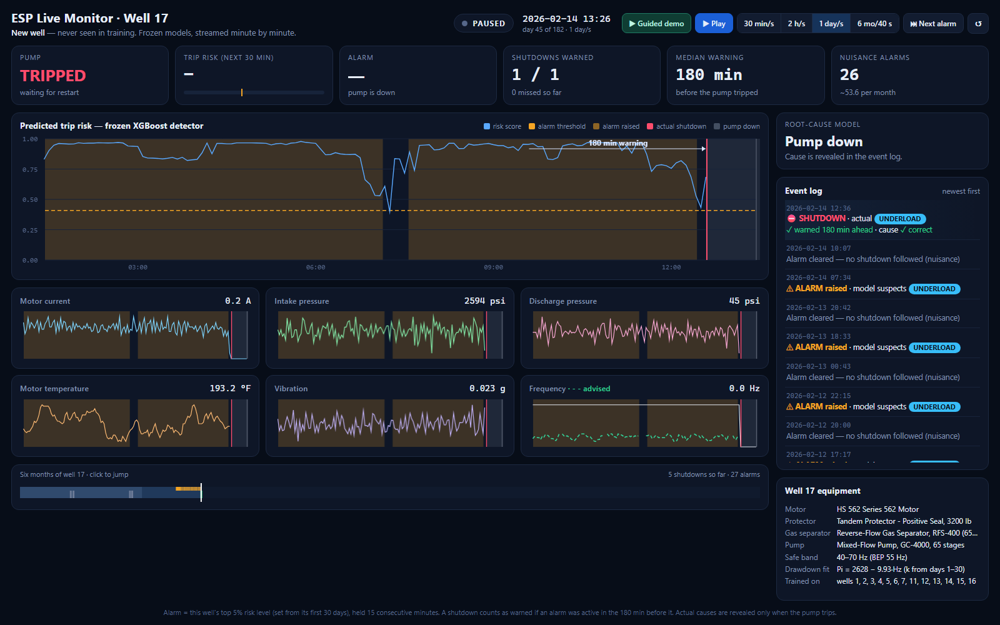 ESP Live Monitor · Well 17
New well — never seen in training. Frozen models, streamed minute by minute.
PAUSED
2026-02-14 13:26
day 45 of 182 · 1 day/s
▶ Guided demo
▶ Play
30 min/s
2 h/s
1 day/s
6 mo/40 s
⏭ Next alarm
↺
PUMP
TRIPPED
waiting for restart
TRIP RISK (NEXT 30 MIN)
–
ALARM
—
pump is down
SHUTDOWNS WARNED
1 / 1
0 missed so far
MEDIAN WARNING
180 min
before the pump tripped
NUISANCE ALARMS
26
~53.6 per month
Predicted trip risk — frozen XGBoost detector
risk score
alarm threshold
alarm raised
actual shutdown
pump down
1.00
0.75
0.50
0.25
0.00
180 min warning
03:00
06:00
09:00
12:00
Motor current
0.2 A
Intake pressure
2594 psi
Discharge pressure
45 psi
Motor temperature
193.2 °F
Vibration
0.023 g
Frequency · - - advised
0.0 Hz
Six months of well 17 · click to jump
5 shutdowns so far · 27 alarms
ROOT-CAUSE MODEL
Pump down
Cause is revealed in the event log.
Event log
newest first
2026-02-14 12:36
⛔ SHUTDOWN · actual UNDERLOAD
✓ warned 180 min ahead · cause ✓ correct
2026-02-14 10:07
Alarm cleared — no shutdown followed (nuisance)
2026-02-14 07:34
⚠ ALARM raised · model suspects UNDERLOAD
2026-02-13 20:42
Alarm cleared — no shutdown followed (nuisance)
2026-02-13 18:33
⚠ ALARM raised · model suspects UNDERLOAD
2026-02-13 00:43
Alarm cleared — no shutdown followed (nuisance)
2026-02-12 22:15
⚠ ALARM raised · model suspects UNDERLOAD
2026-02-12 20:00
Alarm cleared — no shutdown followed (nuisance)
2026-02-12 17:17
Well 17 equipment
Motor HS 562 Series 562 Motor
Protector Tandem Protector - Positive Seal, 3200 lb
Gas separator Reverse-Flow Gas Separator, RFS-400 (65...
Pump Mixed-Flow Pump, GC-4000, 65 stages
Safe band 40–70 Hz (BEP 55 Hz)
Drawdown fit Pi = 2628 − 9.93·Hz (k from days 1–30)
Trained on wells 1, 2, 3, 4, 5, 6, 7, 11, 12, 13, 14, 15, 16
Alarm = this well's top 5% risk level (set from its first 30 days), held 15 consecutive minutes. A shutdown counts as warned if an alarm was active in the 180 min before it. Actual causes are revealed only when the pump trips.